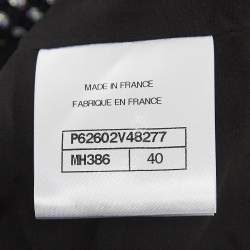 MADE IN FRANCE
FABRIQUE EN FRANCE
P62602V48277
MH386 40